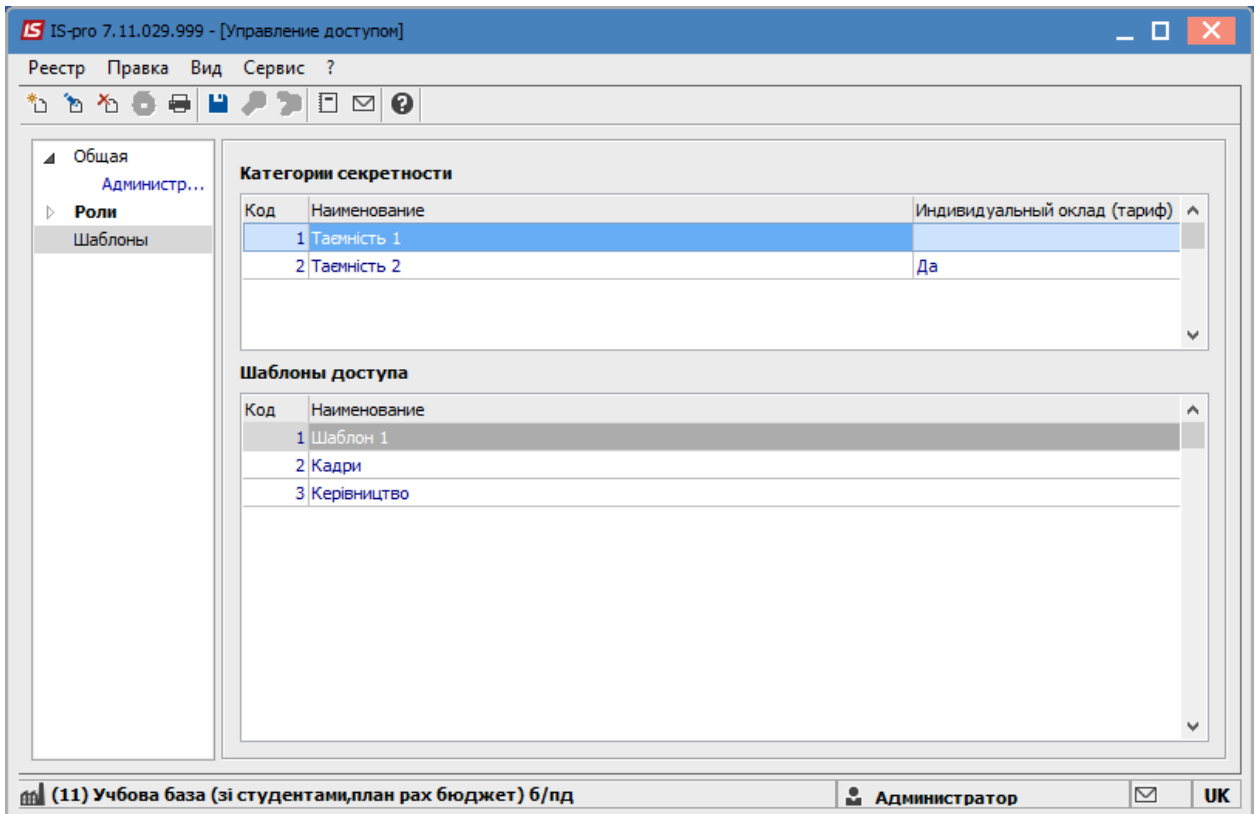 IS IS-pro 7.11.029.999 - [Управление доступом]
Реестр Правка Вид Сервис ?
Общая
Администр...
Роли
Шаблоны
Категории секретности
Код Наименование Индивидуальный оклад (тариф)
1 Таємність 1
2 Таємність 2 Да
Шаблоны доступа
Код Наименование
1 Шаблон 1
2 Кадри
3 Керівництво
(11) Учбова база (зі студентами,план рах бюджет) б/пд Администратор UK